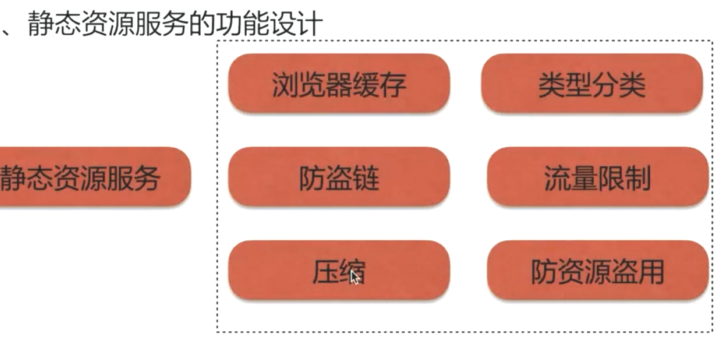 、静态资源服务的功能设计
浏览器缓存
类型分类
静态资源服务
防盗链
流量限制
压缩
防资源盗用